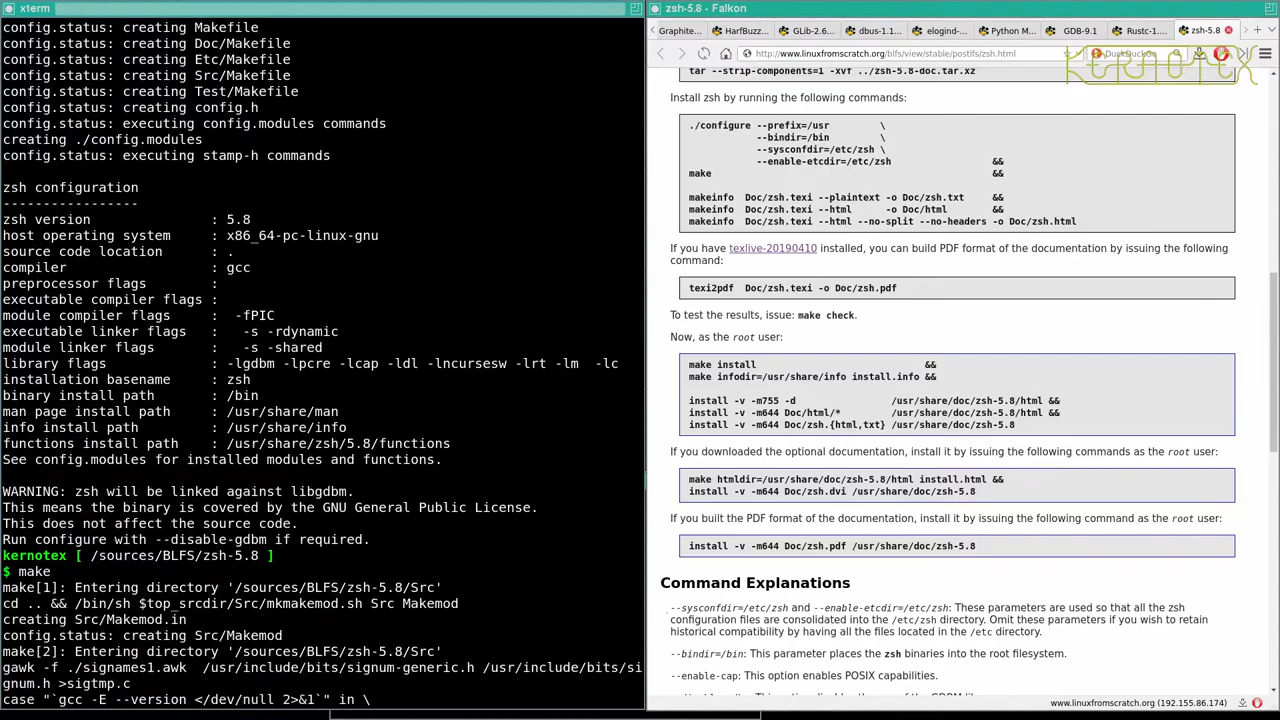 xterm
config.status: creating Makefile
config.status: creating Doc/Makefile
config.status: creating Etc/Makefile
config.status: creating Src/Makefile
config.status: creating Test/Makefile
config.status: creating config.h
config.status: executing config.modules commands
creating ./config.modules
config.status: executing stamp-h commands
zsh configuration
-----------------
zsh version : 5.8
host operating system : x86_64-pc-linux-gnu
source code location : .
compiler : gcc
preprocessor flags :
executable compiler flags :
module compiler flags : -fPIC
executable linker flags : -s -rdynamic
module linker flags : -s -shared
library flags : -lgdbm -lpcre -lcap -ldl -lncursesw -lrt -lm -lc
installation basename : zsh
binary install path : /bin
man page install path : /usr/share/man
info install path : /usr/share/info
functions install path : /usr/share/zsh/5.8/functions
See config.modules for installed modules and functions.
WARNING: zsh will be linked against libgdbm.
This means the binary is covered by the GNU General Public License.
This does not affect the source code.
Run configure with --disable-gdbm if required.
kernotex [ /sources/BLFS/zsh-5.8 ]
$ make
make[1]: Entering directory '/sources/BLFS/zsh-5.8/Src'
cd .. && /bin/sh $top_srcdir/Src/mkmakemod.sh Src Makemod
creating Src/Makemod.in
config.status: creating Src/Makemod
make[2]: Entering directory '/sources/BLFS/zsh-5.8/Src'
gawk -f ./signames1.awk /usr/include/bits/signum-generic.h /usr/include/bits/si
gnum.h >sigtmp.c
case "`gcc -E --version </dev/null 2>&1`" in \
zsh-5.8 - Falkon
Graphite... HarfBuzz... GLib-2.6... dbus-1.1... elogind-... Python M... GDB-9.1 Rustc-1.... zsh-5.8
http://www.linuxfromscratch.org/blfs/view/stable/postlfs/zsh.html DuckDuckGo
KERNOTEX
tar --strip-components=1 -xvf ../zsh-5.8-doc.tar.xz
Install zsh by running the following commands:
./configure --prefix=/usr \
--bindir=/bin \
--sysconfdir=/etc/zsh \
--enable-etcdir=/etc/zsh &&
make &&
makeinfo Doc/zsh.texi --plaintext -o Doc/zsh.txt &&
makeinfo Doc/zsh.texi --html -o Doc/html &&
makeinfo Doc/zsh.texi --html --no-split --no-headers -o Doc/zsh.html
If you have texlive-20190410 installed, you can build PDF format of the documentation by issuing the following
command:
texi2pdf Doc/zsh.texi -o Doc/zsh.pdf
To test the results, issue: make check.
Now, as the root user:
make install &&
make infodir=/usr/share/info install.info &&
install -v -m755 -d /usr/share/doc/zsh-5.8/html &&
install -v -m644 Doc/html/* /usr/share/doc/zsh-5.8/html &&
install -v -m644 Doc/zsh.{html,txt} /usr/share/doc/zsh-5.8
If you downloaded the optional documentation, install it by issuing the following commands as the root user:
make htmldir=/usr/share/doc/zsh-5.8/html install.html &&
install -v -m644 Doc/zsh.dvi /usr/share/doc/zsh-5.8
If you built the PDF format of the documentation, install it by issuing the following command as the root user:
install -v -m644 Doc/zsh.pdf /usr/share/doc/zsh-5.8
Command Explanations
--sysconfdir=/etc/zsh and --enable-etcdir=/etc/zsh: These parameters are used so that all the zsh
configuration files are consolidated into the /etc/zsh directory. Omit these parameters if you wish to retain
historical compatibility by having all the files located in the /etc directory.
--bindir=/bin: This parameter places the zsh binaries into the root filesystem.
--enable-cap: This option enables POSIX capabilities.
www.linuxfromscratch.org (192.155.86.174)